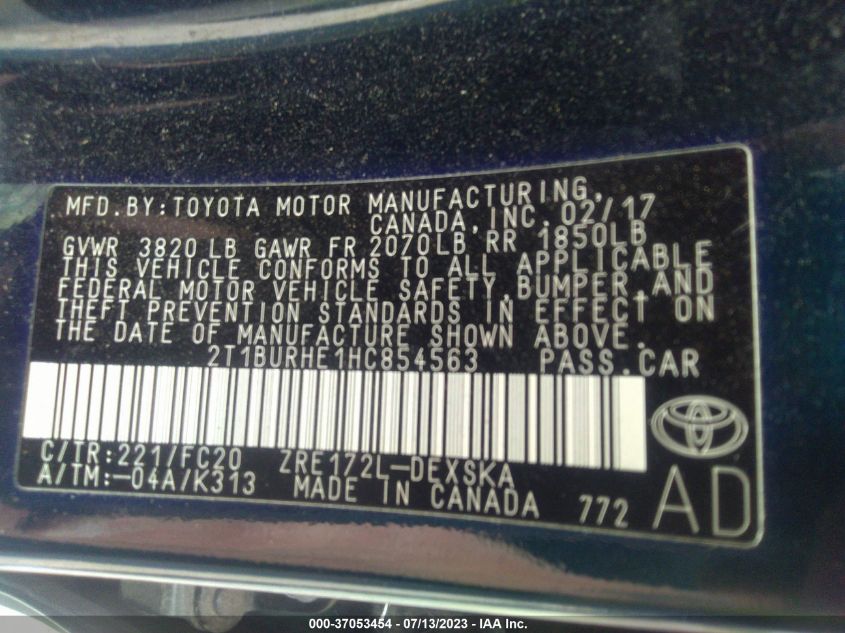 MFD.BY:TOYOTA MOTOR MANUFACTURING,
CANADA,INC. 02/17
GVWR 3820 LB GAWR FR 2070LB RR 1850LB
THIS VEHICLE CONFORMS TO ALL APPLICABLE
FEDERAL MOTOR VEHICLE SAFETY,BUMPER,AND
THEFT PREVENTION STANDARDS IN EFFECT ON
THE DATE OF MANUFACTURE SHOWN ABOVE.
2T1BURHE1HC854563 PASS.CAR
C/TR:221/FC20 ZRE172L-DEXSKA
A/TM:-04A/K313 MADE IN CANADA 772 AD
000-37053454 - 07/13/2023 - IAA Inc.